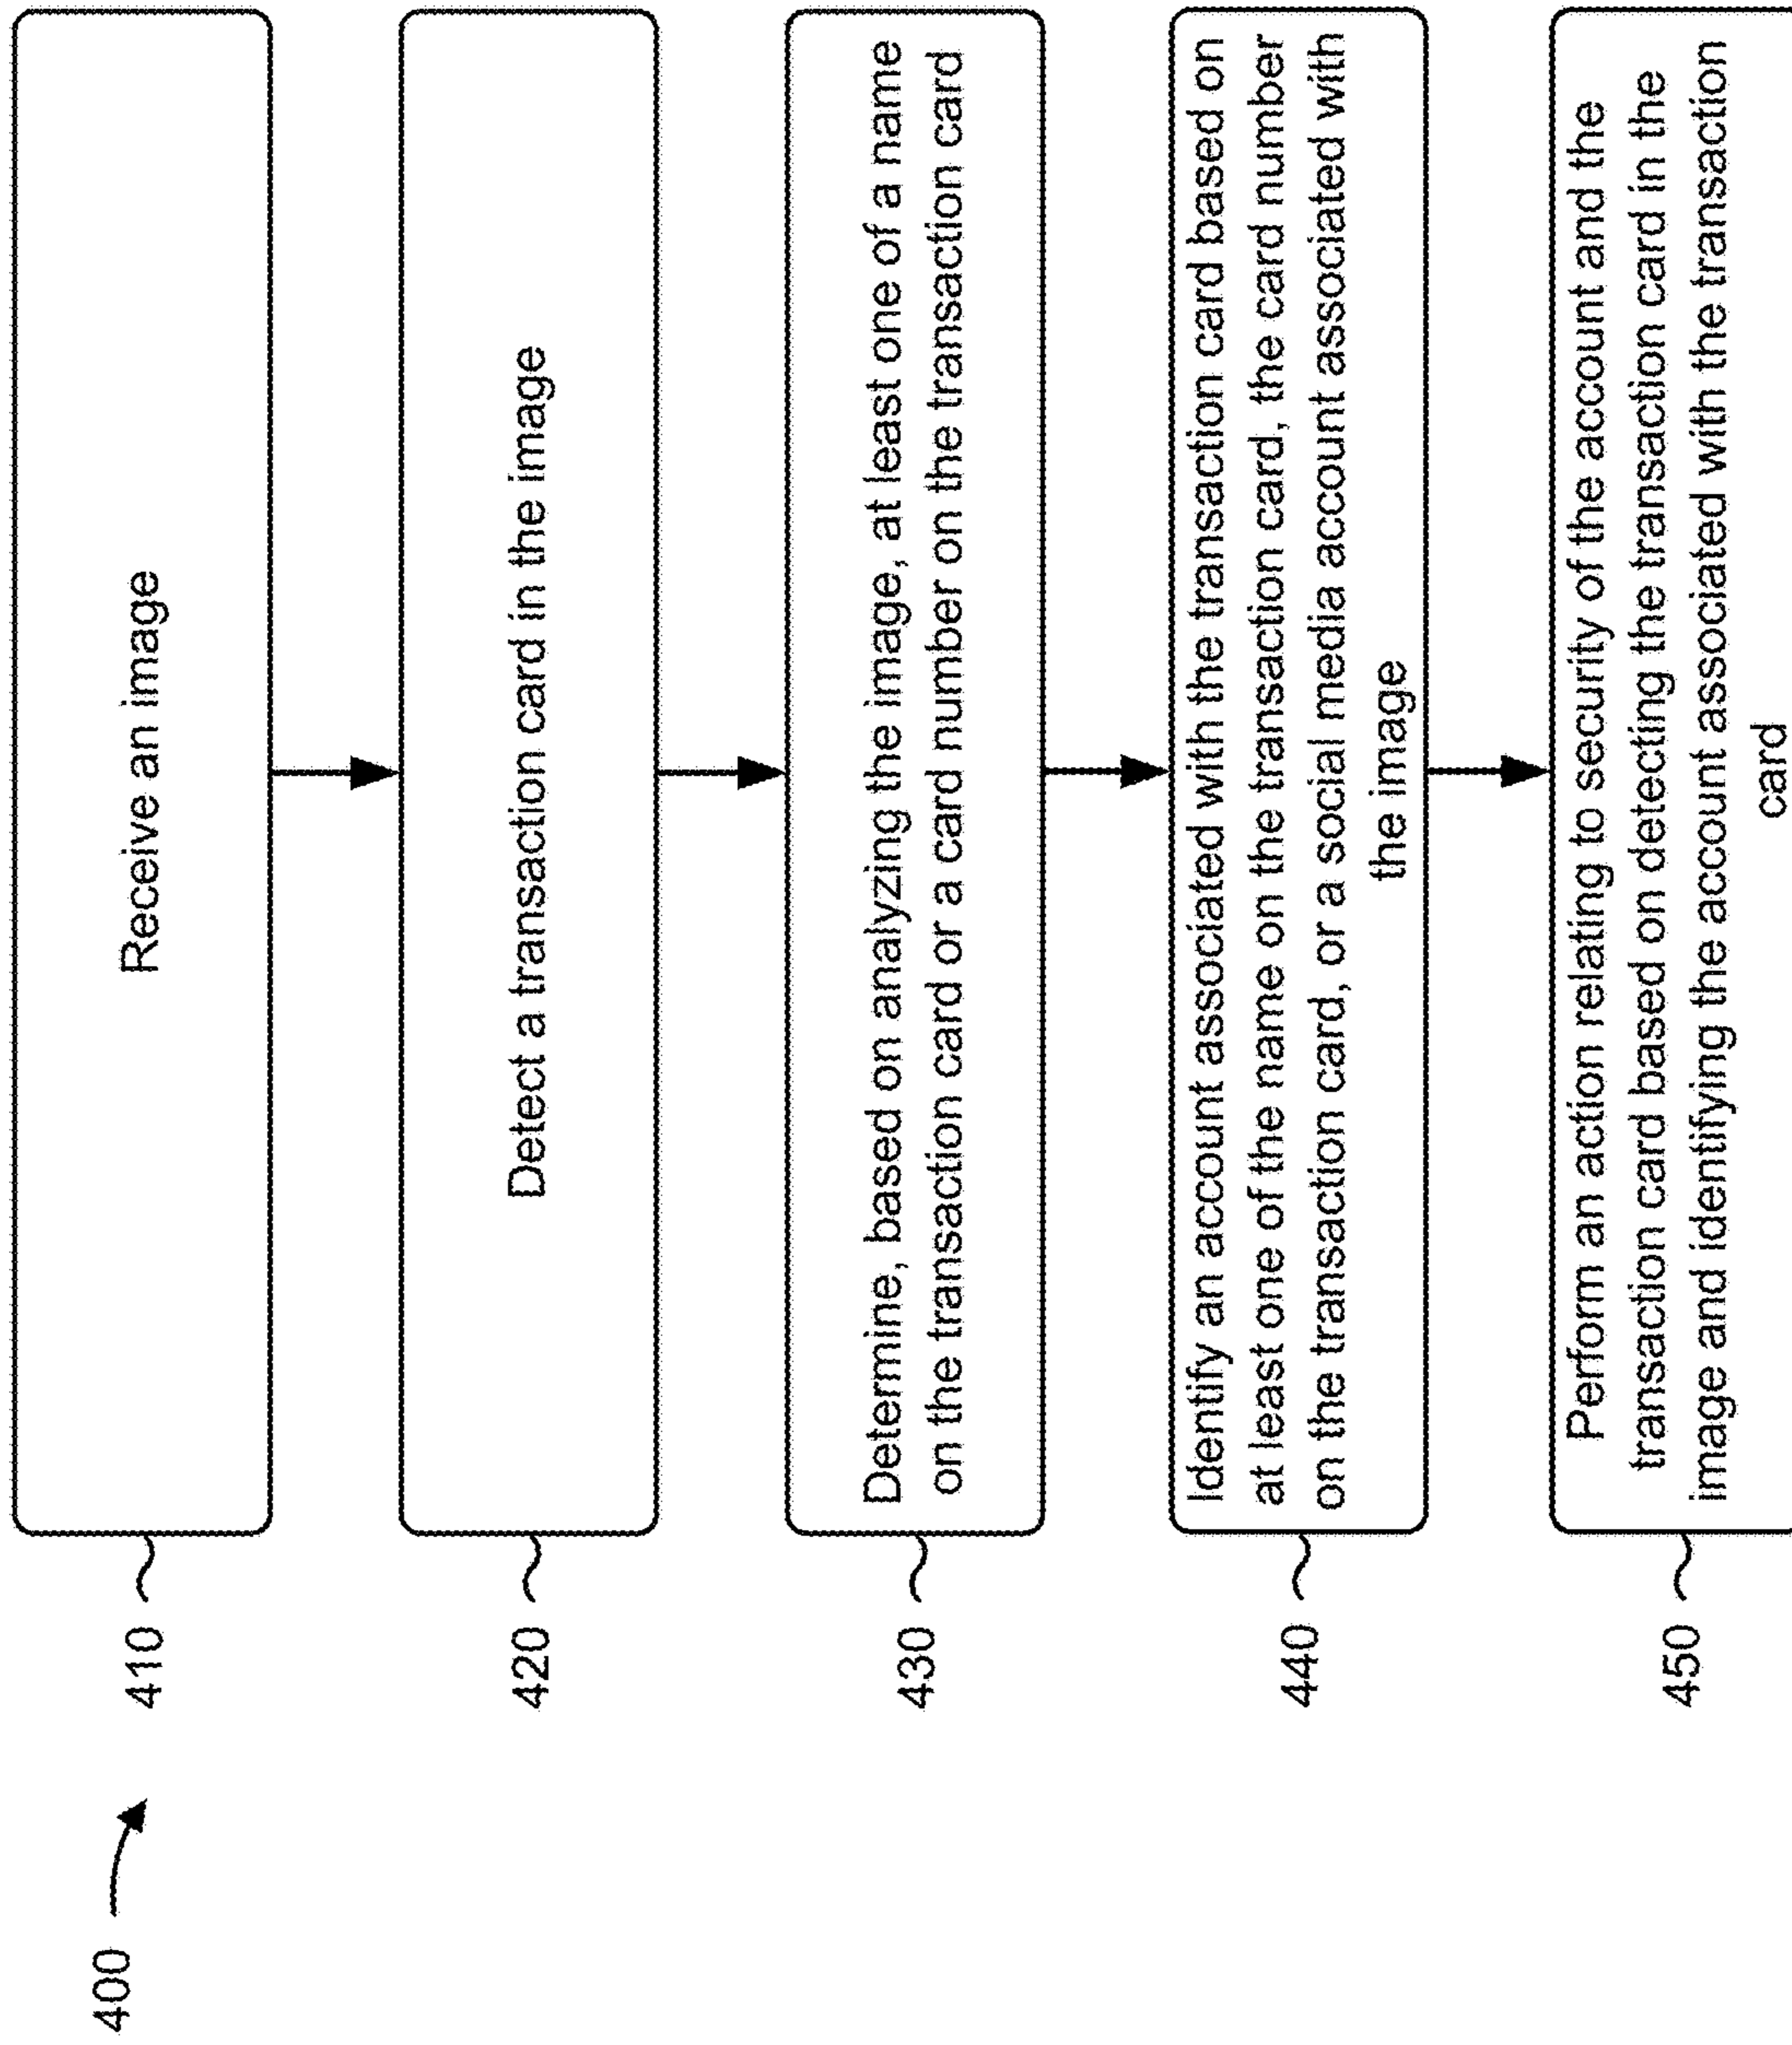 400
410
Receive an image
420
Detect a transaction card in the image
430
Determine, based on analyzing the image, at least one of a name
on the transaction card or a card number on the transaction card
440
Identify an account associated with the transaction card based on
at least one of the name on the transaction card, the card number
on the transaction card, or a social media account associated with
the image
450
Perform an action relating to security of the account and the
transaction card based on detecting the transaction card in the
image and identifying the account associated with the transaction
card